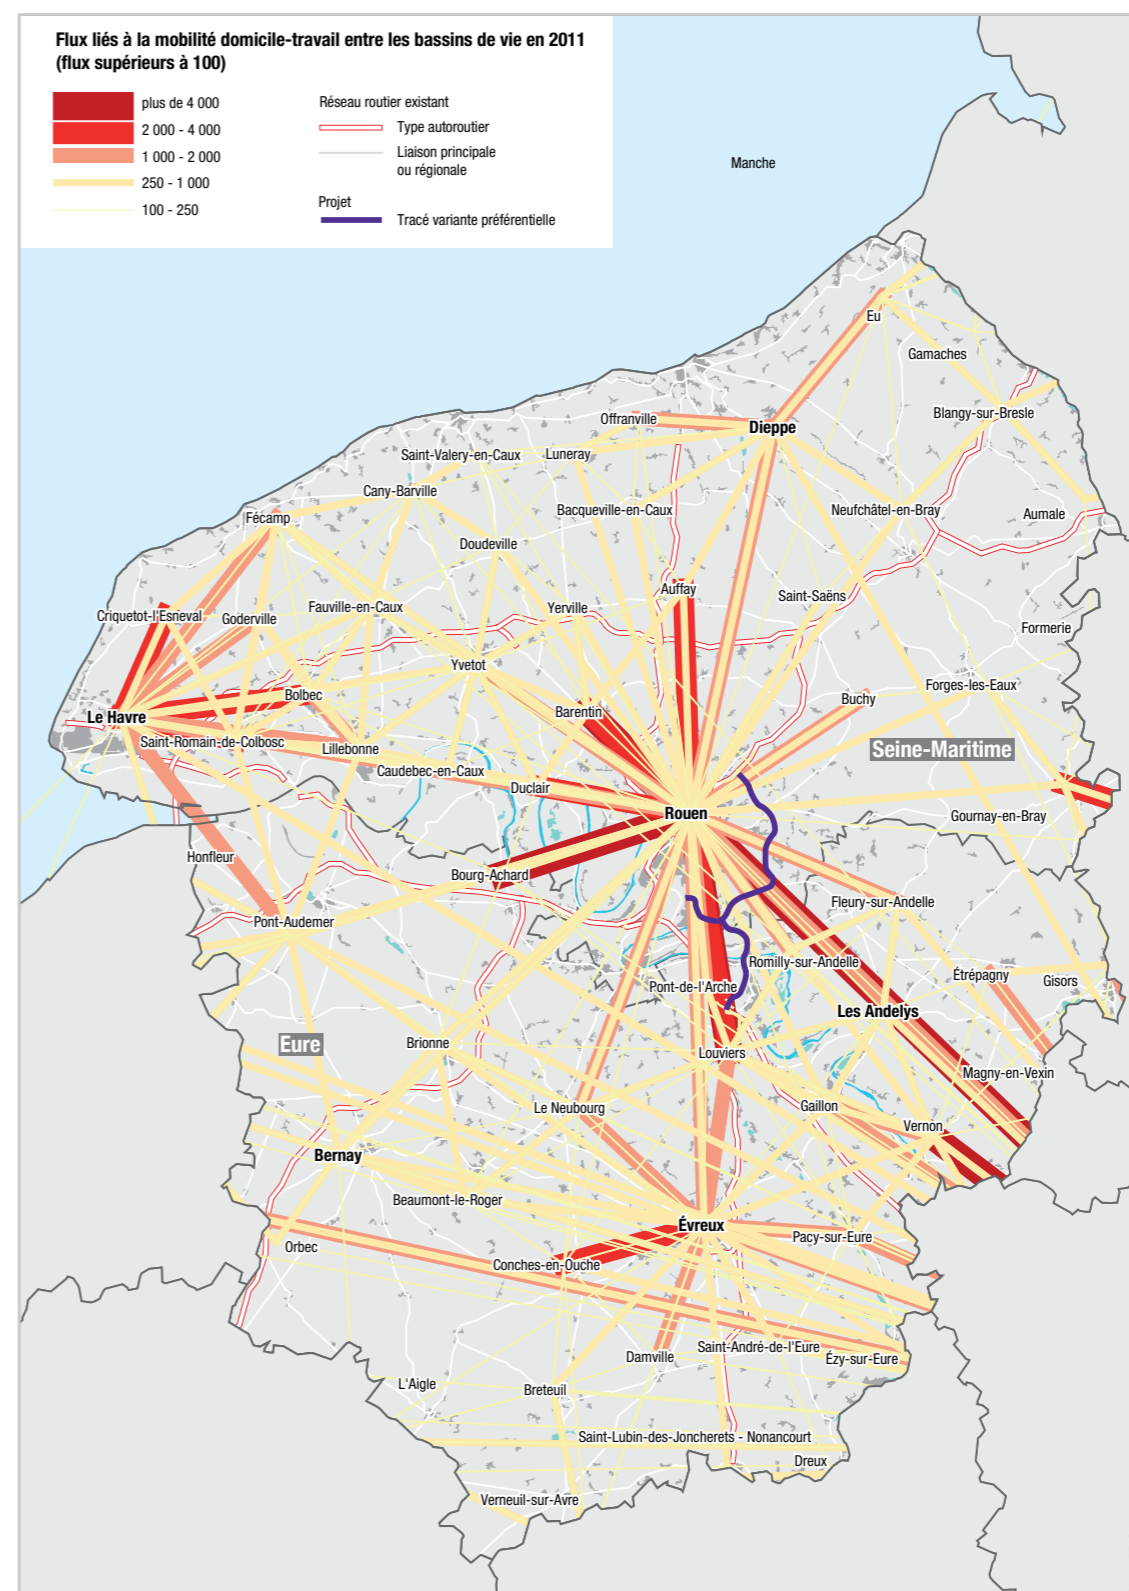 Flux liés à la mobilité domicile-travail entre les bassins de vie en 2011
(flux supérieurs à 100)
plus de 4 000
2 000 - 4 000
1 000 - 2 000
250 - 1 000
100 - 250
Réseau routier existant
Type autoroutier
Liaison principale
ou régionale
Projet
Tracé variante préférentielle
Manche
Eu
Gamaches
Blangy-sur-Bresle
Offranville
Dieppe
Saint-Valery-en-Caux
Luneray
Cany-Barville
Bacqueville-en-Caux
Neufchâtel-en-Bray
Aumale
Fécamp
Doudeville
Auffay
Saint-Saëns
Yerville
Fauville-en-Caux
Criquetot-l'Esneval
Goderville
Formerie
Yvetot
Forges-les-Eaux
Bolbec
Buchy
Barentin
Le Havre
Saint-Romain-de-Colbosc
Lillebonne
Seine-Maritime
Caudebec-en-Caux
Duclair
Rouen
Gournay-en-Bray
Honfleur
Bourg-Achard
Fleury-sur-Andelle
Pont-Audemer
Romilly-sur-Andelle
Étrépagny
Gisors
Pont-de-l'Arche
Les Andelys
Eure
Brionne
Louviers
Magny-en-Vexin
Le Neubourg
Gaillon
Vernon
Bernay
Beaumont-le-Roger
Évreux
Pacy-sur-Eure
Orbec
Conches-en-Ouche
Saint-André-de-l'Eure
Damville
Ézy-sur-Eure
L'Aigle
Breteuil
Saint-Lubin-des-Joncherets - Nonancourt
Dreux
Verneuil-sur-Avre